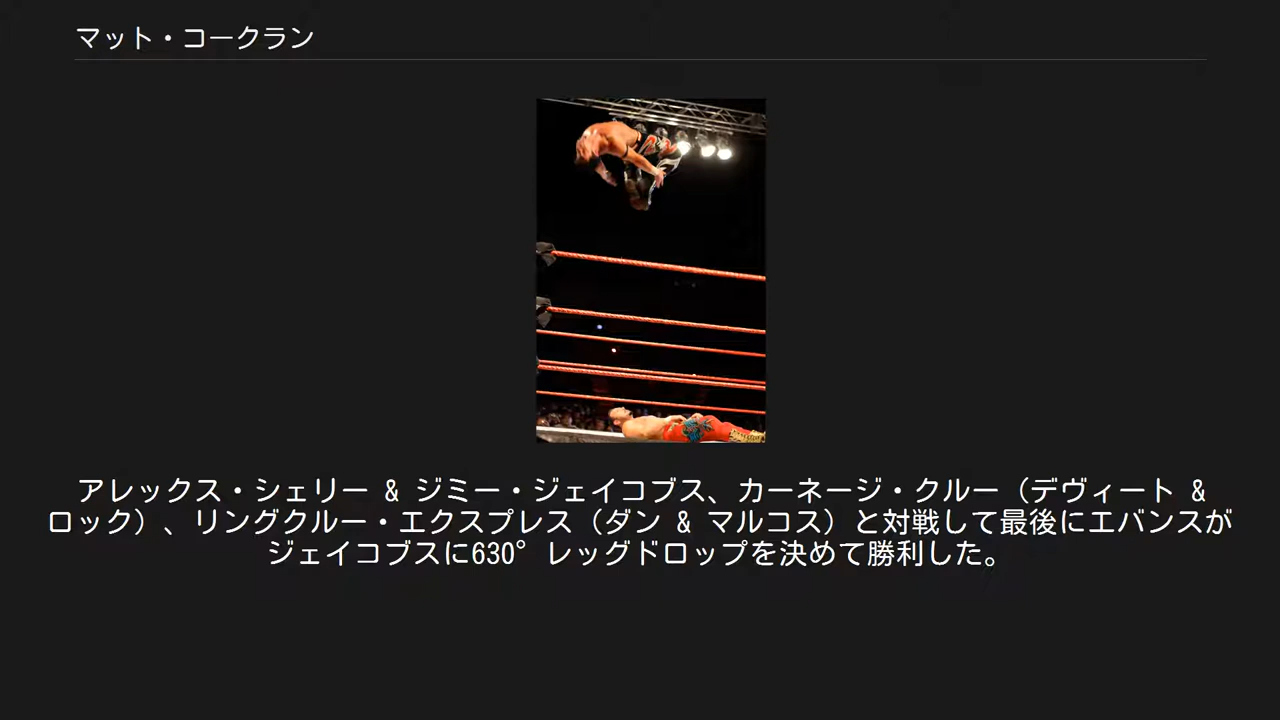 マット・コークラン
アレックス・シェリー & ジミー・ジェイコブス、カーネージ・クルー（デヴィート &
ロック）、リングクルー・エクスプレス（ダン & マルコス）と対戦して最後にエバンスが
ジェイコブスに630°レッグドロップを決めて勝利した。